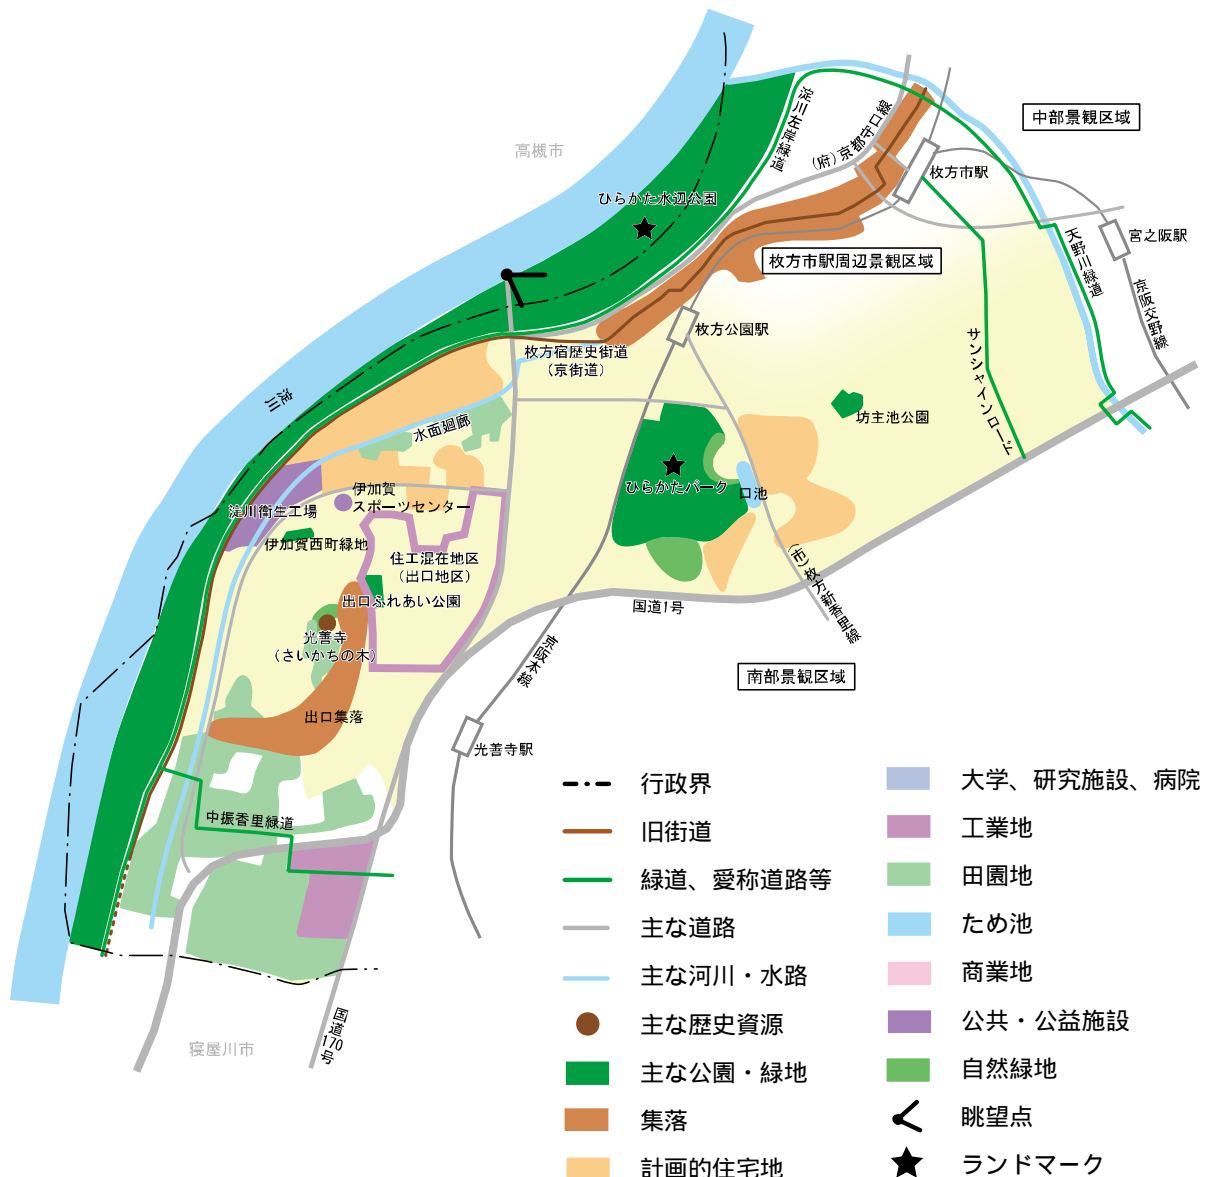 高槻市
淀川左岸緑道
(府)京都守口線
中部景観区域
枚方市駅
ひらかた水辺公園
宮之阪駅
天野川緑道
枚方市駅周辺景観区域
京阪交野線
枚方公園駅
サンシャインロード
枚方宿歴史街道
(京街道)
淀川
坊主池公園
水面廻廊
ひらかたパーク
口池
伊加賀
スポーツセンター
淀川衛生工場
伊加賀西町緑地
住工混在地区
(出口地区)
(市)枚方新香里線
出口ふれあい公園
国道1号
光善寺
(さいかちの木)
京阪本線
南部景観区域
出口集落
光善寺駅
中振香里緑道
国道170号
寝屋川市
行政界
旧街道
緑道、愛称道路等
主な道路
主な河川・水路
主な歴史資源
主な公園・緑地
集落
計画的住宅地
大学、研究施設、病院
工業地
田園地
ため池
商業地
公共・公益施設
自然緑地
眺望点
ランドマーク